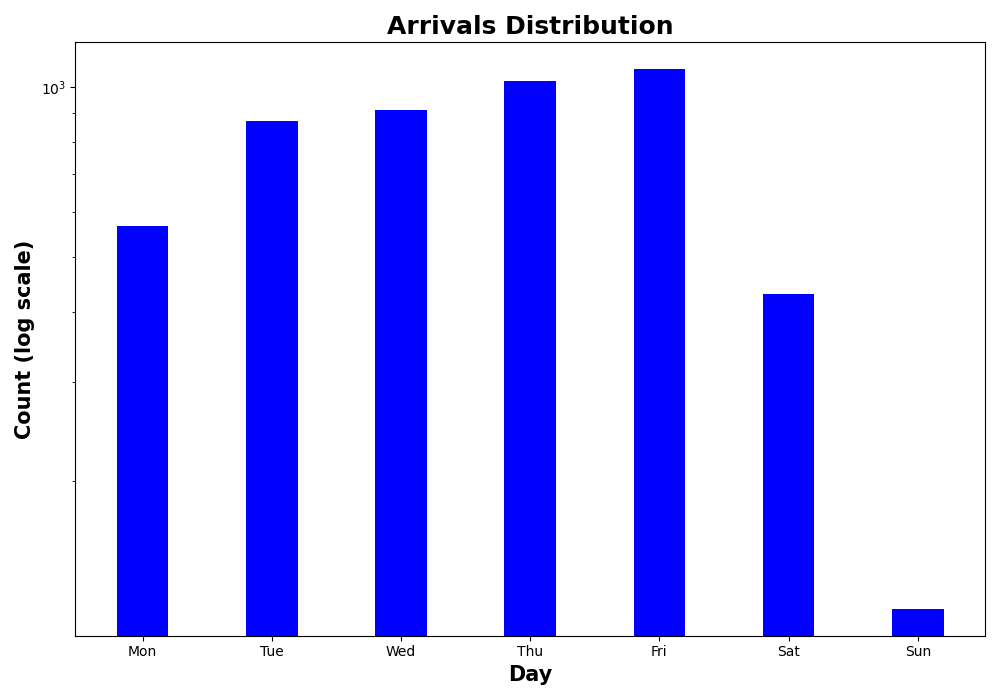 Arrivals Distribution
10³
Count (log scale)
Mon Tue Wed Thu Fri Sat Sun
Day